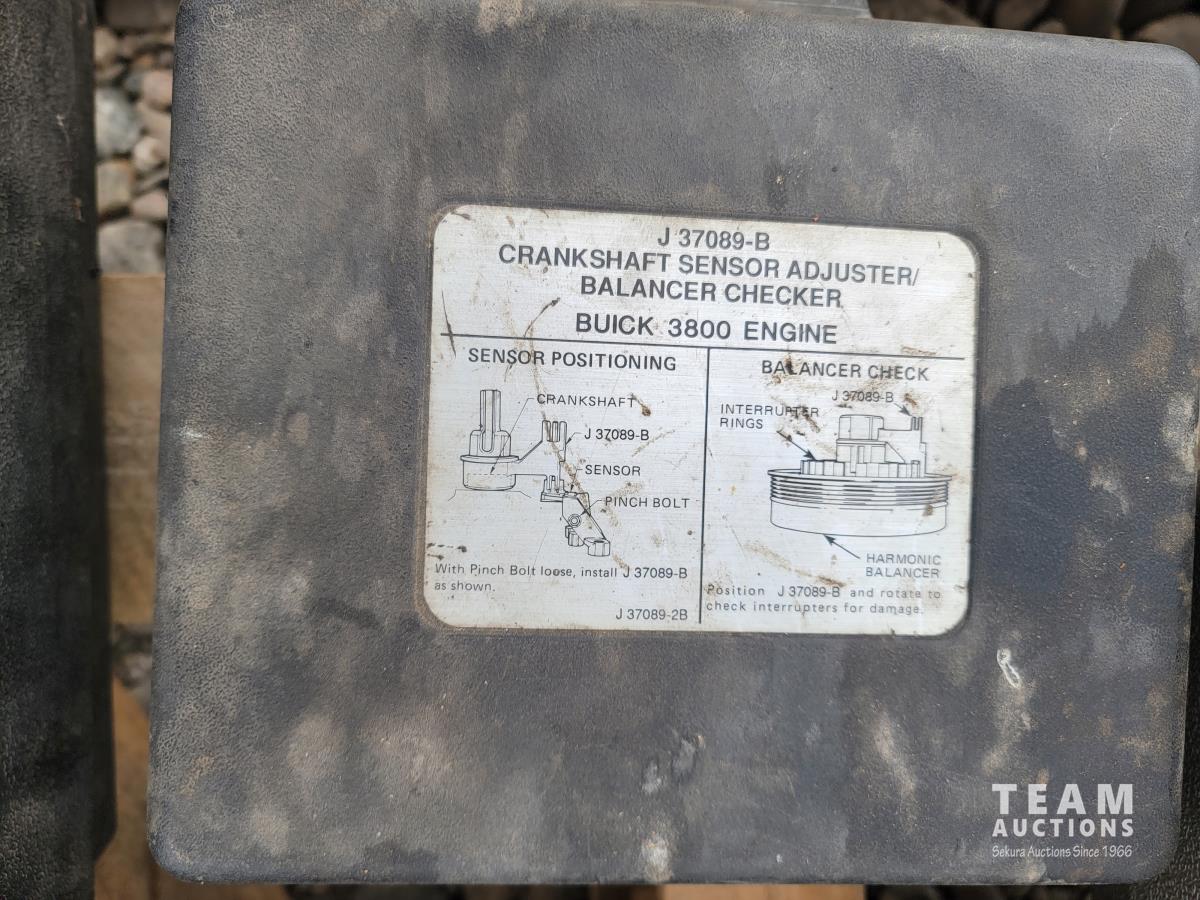 J 37089-B
CRANKSHAFT SENSOR ADJUSTER/
BALANCER CHECKER
BUICK 3800 ENGINE
SENSOR POSITIONING
CRANKSHAFT
J 37089-B
SENSOR
PINCH BOLT
With Pinch Bolt loose, install J 37089-B
as shown.
J 37089-2B
BALANCER CHECK
J 37089-B
INTERRUPTER
RINGS
HARMONIC
BALANCER
Position J 37089-B and rotate to
check interrupters for damage.
TEAM
AUCTIONS
Sekura Auctions Since 1966